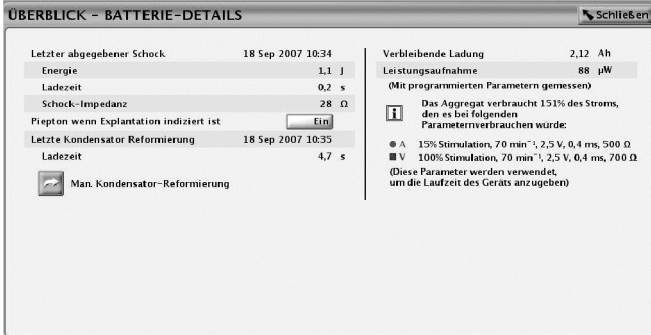 ÜBERBLICK – BATTERIE-DETAILS
Schließen
Letzter abgegebener Schock 18 Sep 2007 10:34
Energie 1,1 J
Ladezeit 0,2 s
Schock-Impedanz 28 Ω
Piepton wenn Explantation indiziert ist Ein
Letzte Kondensator Reformierung 18 Sep 2007 10:35
Ladezeit 4,7 s
Man. Kondensator-Reformierung
Verbleibende Ladung 2,12 Ah
Leistungsaufnahme 88 µW
(Mit programmierten Parametern gemessen)
i Das Aggregat verbraucht 151% des Stroms,
den es bei folgenden
Parameternverbrauchen würde:
A 15% Stimulation, 70 min⁻¹, 2,5 V, 0,4 ms, 500 Ω
V 100% Stimulation, 70 min⁻¹, 2,5 V, 0,4 ms, 700 Ω
(Diese Parameter werden verwendet,
um die Laufzeit des Geräts anzugeben)